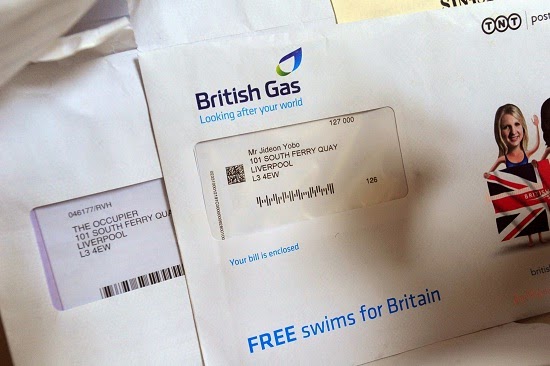 TNT post
British Gas
Looking after your world
127 000
Mr Jideon Yobo
101 SOUTH FERRY QUAY
LIVERPOOL
L3 4EW
126
Your bill is enclosed
FREE swims for Britain
britis
046177/RVH
THE OCCUPIER
101 SOUTH FERRY QUA
LIVERPOOL
L3 4EW